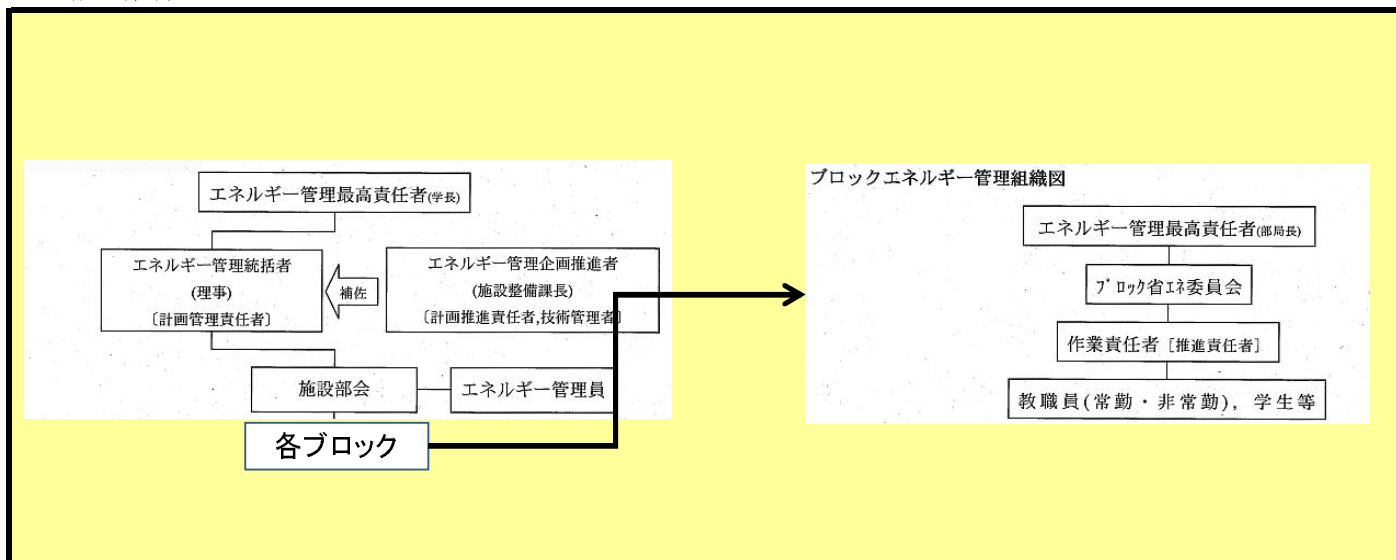 エネルギー管理最高責任者(学長)
エネルギー管理統括者
(理事)
〔計画管理責任者〕
補佐
エネルギー管理企画推進者
(施設整備課長)
〔計画推進責任者,技術管理者〕
施設部会
エネルギー管理員
各ブロック
ブロックエネルギー管理組織図
エネルギー管理最高責任者(部局長)
ブロック省エネ委員会
作業責任者［推進責任者］
教職員(常勤・非常勤)，学生等